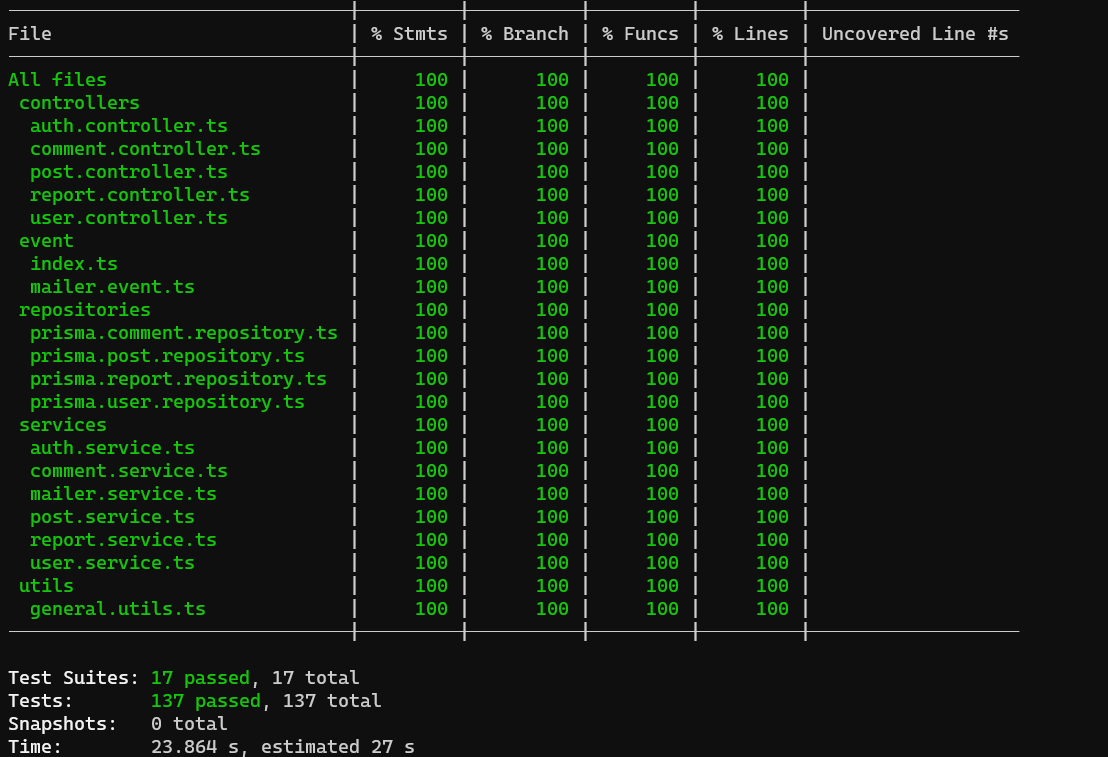 File | % Stmts | % Branch | % Funcs | % Lines | Uncovered Line #s
All files | 100 | 100 | 100 | 100 |
controllers | 100 | 100 | 100 | 100 |
auth.controller.ts | 100 | 100 | 100 | 100 |
comment.controller.ts | 100 | 100 | 100 | 100 |
post.controller.ts | 100 | 100 | 100 | 100 |
report.controller.ts | 100 | 100 | 100 | 100 |
user.controller.ts | 100 | 100 | 100 | 100 |
event | 100 | 100 | 100 | 100 |
index.ts | 100 | 100 | 100 | 100 |
mailer.event.ts | 100 | 100 | 100 | 100 |
repositories | 100 | 100 | 100 | 100 |
prisma.comment.repository.ts | 100 | 100 | 100 | 100 |
prisma.post.repository.ts | 100 | 100 | 100 | 100 |
prisma.report.repository.ts | 100 | 100 | 100 | 100 |
prisma.user.repository.ts | 100 | 100 | 100 | 100 |
services | 100 | 100 | 100 | 100 |
auth.service.ts | 100 | 100 | 100 | 100 |
comment.service.ts | 100 | 100 | 100 | 100 |
mailer.service.ts | 100 | 100 | 100 | 100 |
post.service.ts | 100 | 100 | 100 | 100 |
report.service.ts | 100 | 100 | 100 | 100 |
user.service.ts | 100 | 100 | 100 | 100 |
utils | 100 | 100 | 100 | 100 |
general.utils.ts | 100 | 100 | 100 | 100 |
Test Suites: 17 passed, 17 total
Tests: 137 passed, 137 total
Snapshots: 0 total
Time: 23.864 s, estimated 27 s